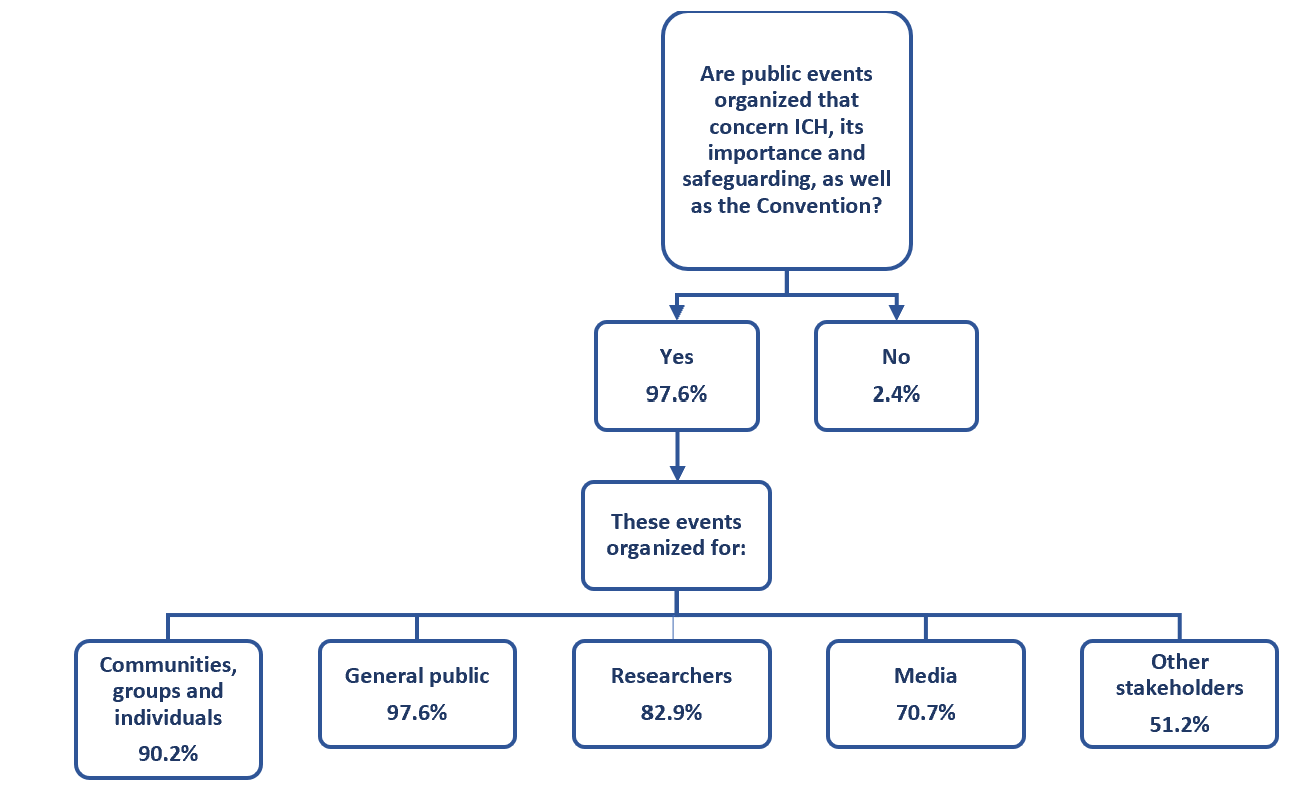 Are public events
organized that
concern ICH, its
importance and
safeguarding, as well
as the Convention?
Yes
97.6%
No
2.4%
These events
organized for:
Communities,
groups and
individuals
90.2%
General public
97.6%
Researchers
82.9%
Media
70.7%
Other
stakeholders
51.2%